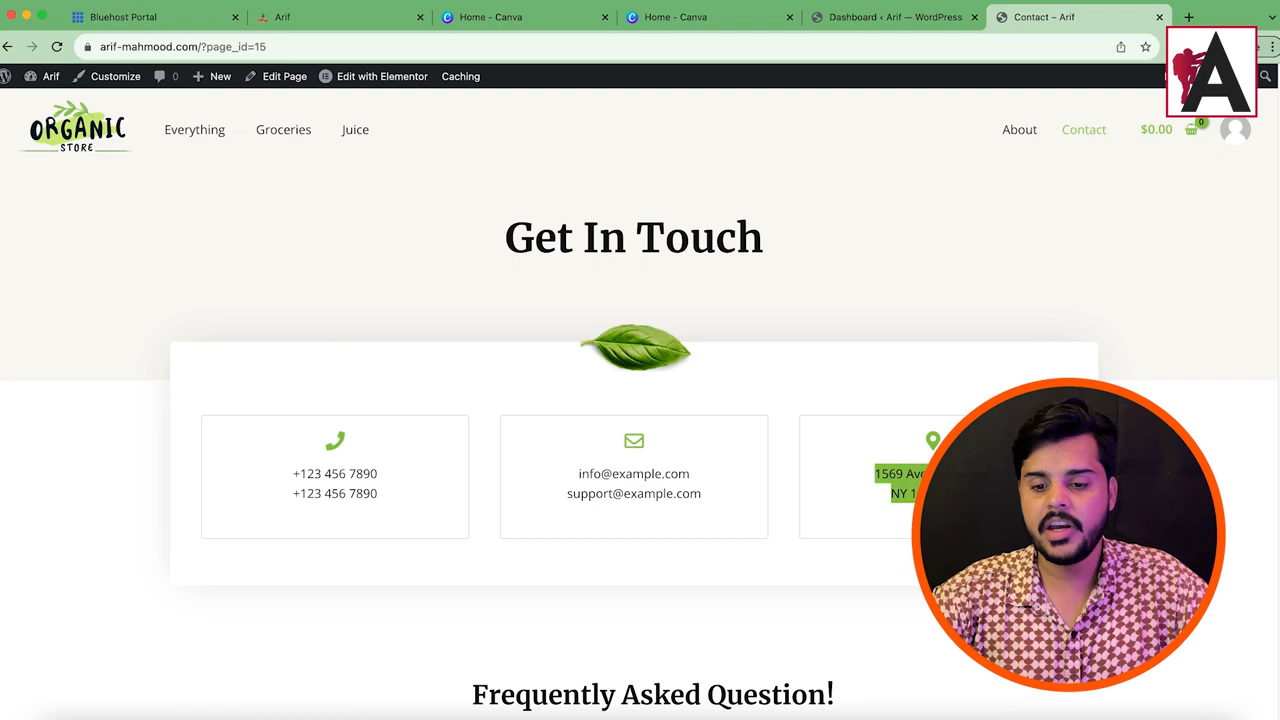 Bluehost Portal
Arif
Home - Canva
Home - Canva
Dashboard ‹ Arif — WordPress
Contact – Arif
arif-mahmood.com/?page_id=15
Arif
Customize
0
New
Edit Page
Edit with Elementor
Caching
A
ORGANIC
STORE
Everything
Groceries
Juice
About
Contact
$0.00
0
Get In Touch
+123 456 7890
+123 456 7890
info@example.com
support@example.com
1569
NY
Frequently Asked Question!